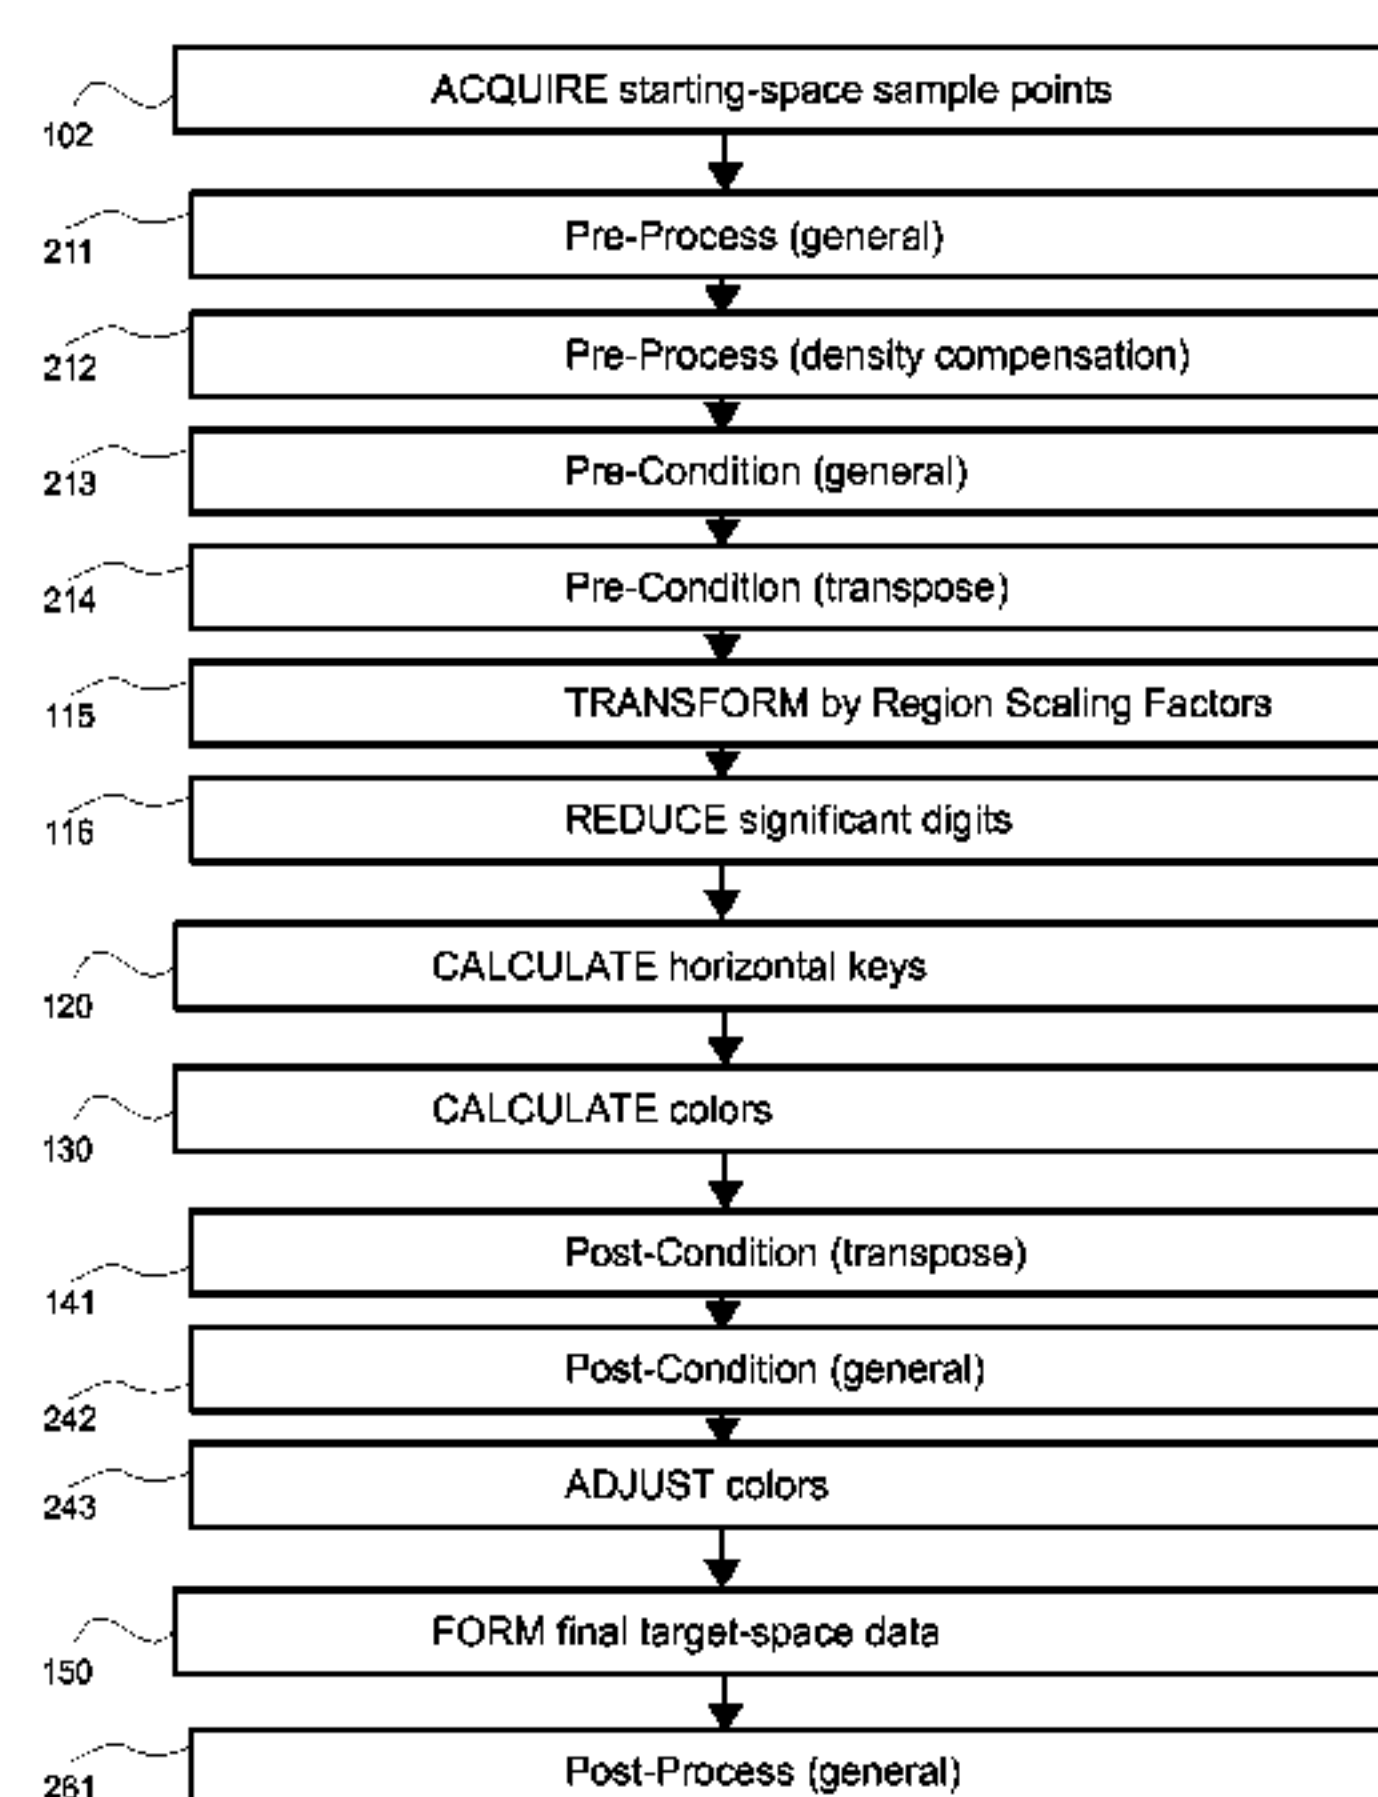 ACQUIRE starting-space sample points
102
Pre-Process (general)
211
Pre-Process (density compensation)
212
Pre-Condition (general)
213
Pre-Condition (transpose)
214
TRANSFORM by Region Scaling Factors
115
REDUCE significant digits
116
CALCULATE horizontal keys
120
CALCULATE colors
130
Post-Condition (transpose)
141
Post-Condition (general)
242
ADJUST colors
243
FORM final target-space data
150
Post-Process (general)
261